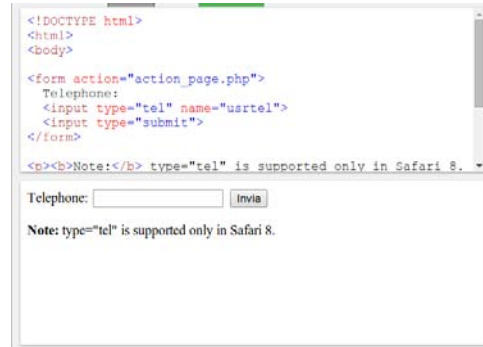 <!DOCTYPE html>
<html>
<body>
<form action="action_page.php">
Telephone:
<input type="tel" name="usrtel">
<input type="submit">
</form>
<p><b>Note:</b> type="tel" is supported only in Safari 8.
Telephone: Invia
Note: type="tel" is supported only in Safari 8.